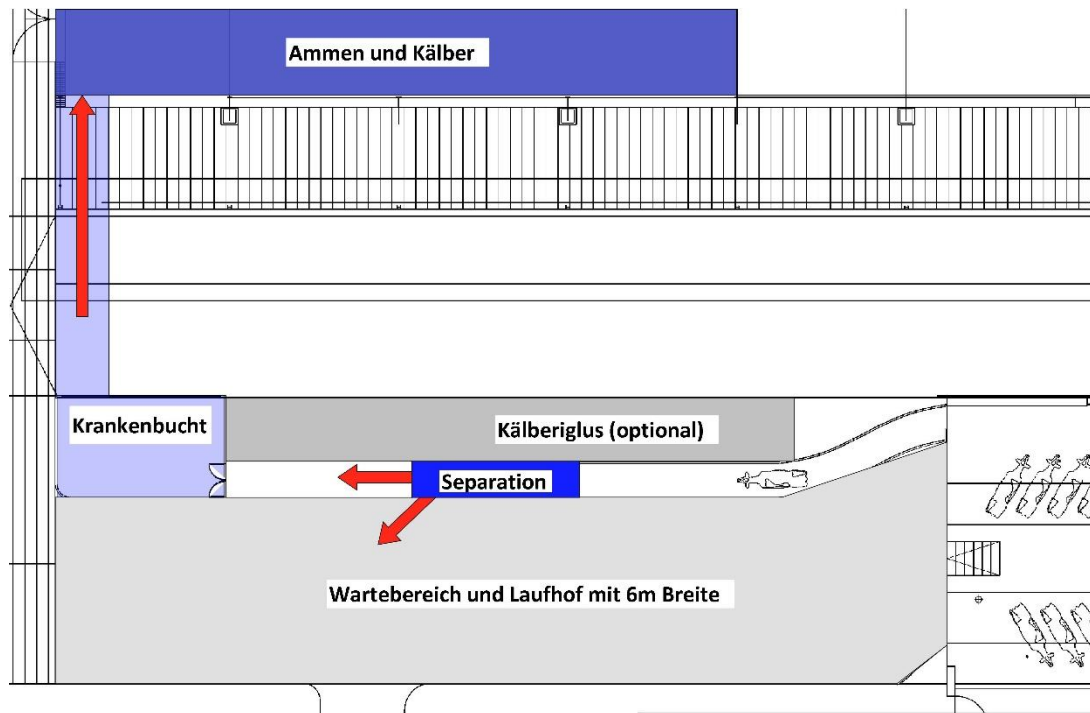 Ammen und Kälber
Krankenbucht
Kälberiglus (optional)
Separation
Wartebereich und Laufhof mit 6m Breite